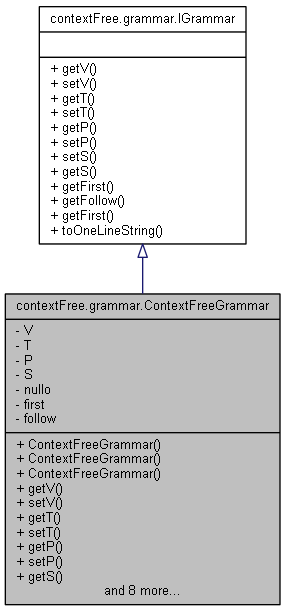 contextFree.grammar.IGrammar
+ getV()
+ setV()
+ getT()
+ setT()
+ getP()
+ setP()
+ setS()
+ getS()
+ getFirst()
+ getFollow()
+ getFirst()
+ toOneLineString()
contextFree.grammar.ContextFreeGrammar
- V
- T
- P
- S
- nullo
- first
- follow
+ ContextFreeGrammar()
+ ContextFreeGrammar()
+ ContextFreeGrammar()
+ getV()
+ setV()
+ getT()
+ setT()
+ getP()
+ setP()
+ getS()
and 8 more...